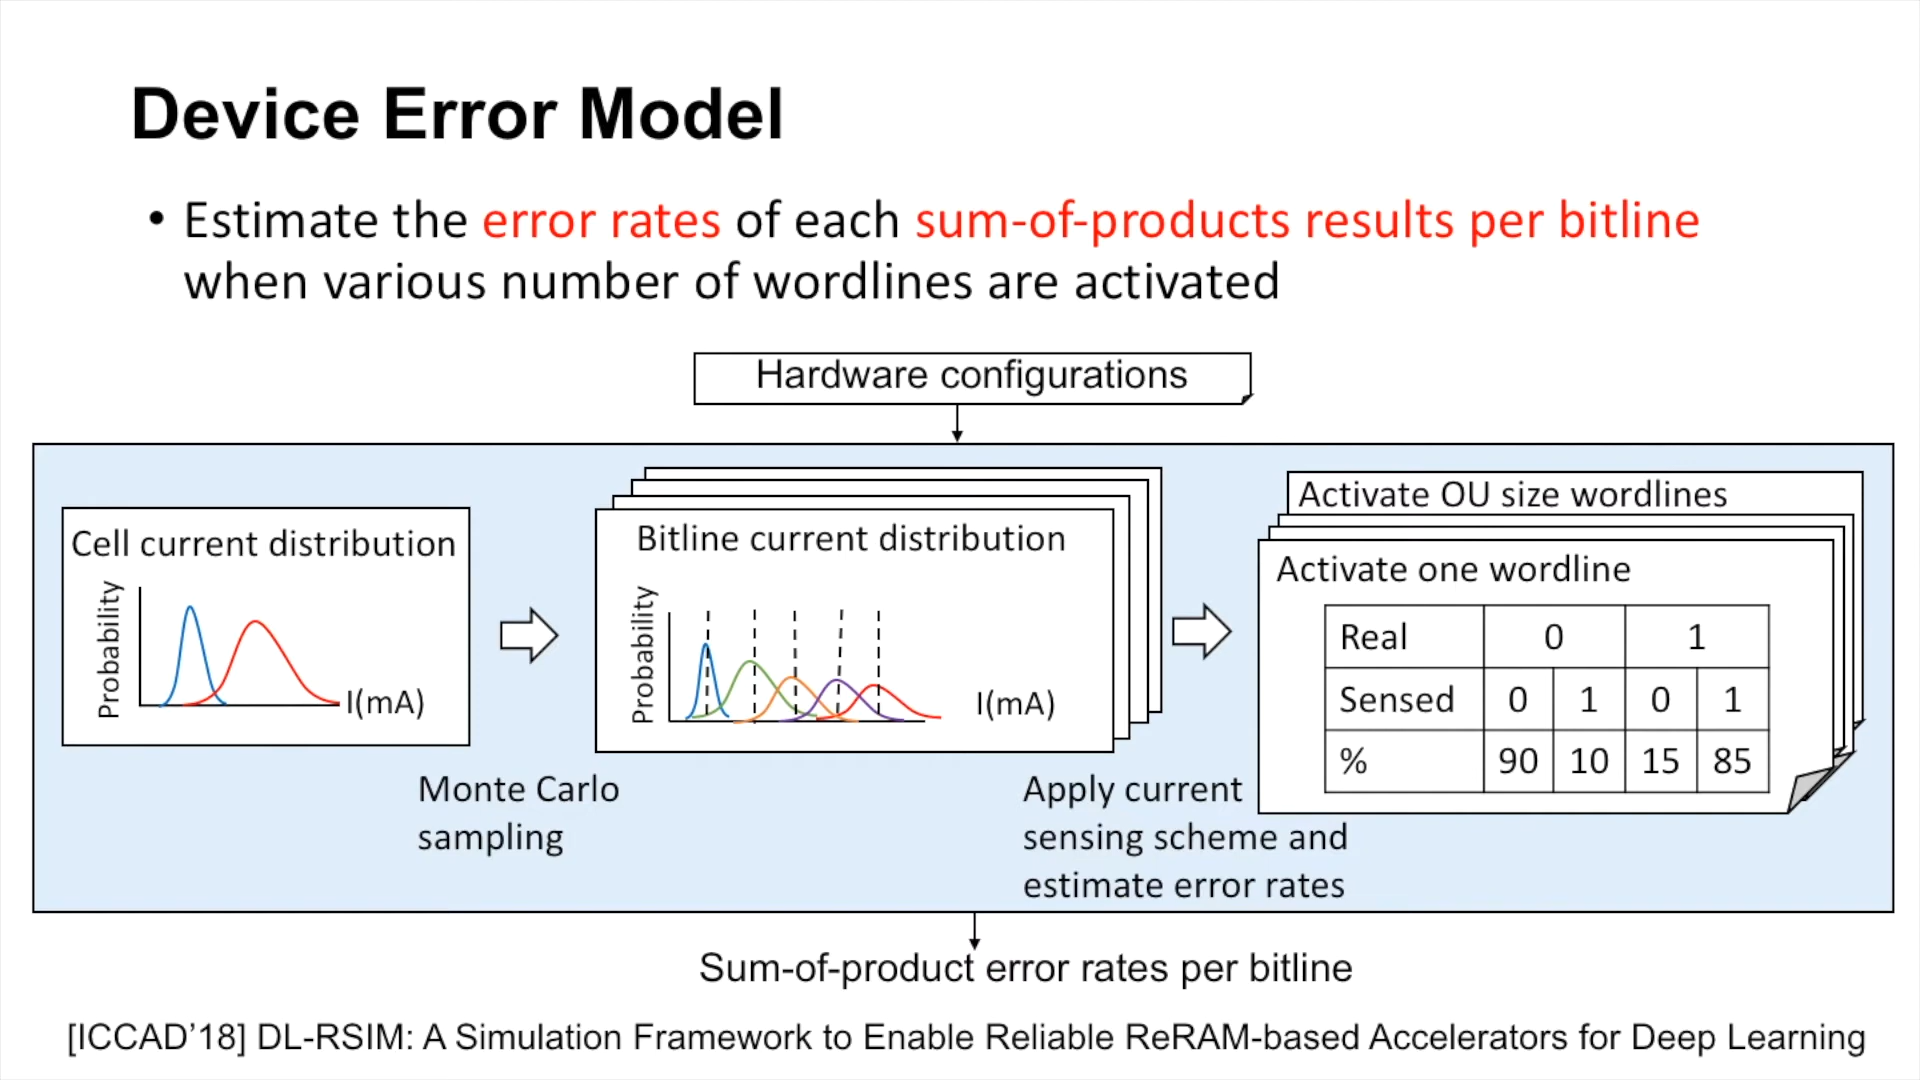 Device Error Model
• Estimate the error rates of each sum-of-products results per bitline
when various number of wordlines are activated
Hardware configurations
Cell current distribution
Probability
I(mA)
Monte Carlo
sampling
Bitline current distribution
Probability
I(mA)
Apply current
sensing scheme and
estimate error rates
Activate OU size wordlines
Activate one wordline
Real 0 1
Sensed 0 1 0 1
% 90 10 15 85
Sum-of-product error rates per bitline
[ICCAD’18] DL-RSIM: A Simulation Framework to Enable Reliable ReRAM-based Accelerators for Deep Learning